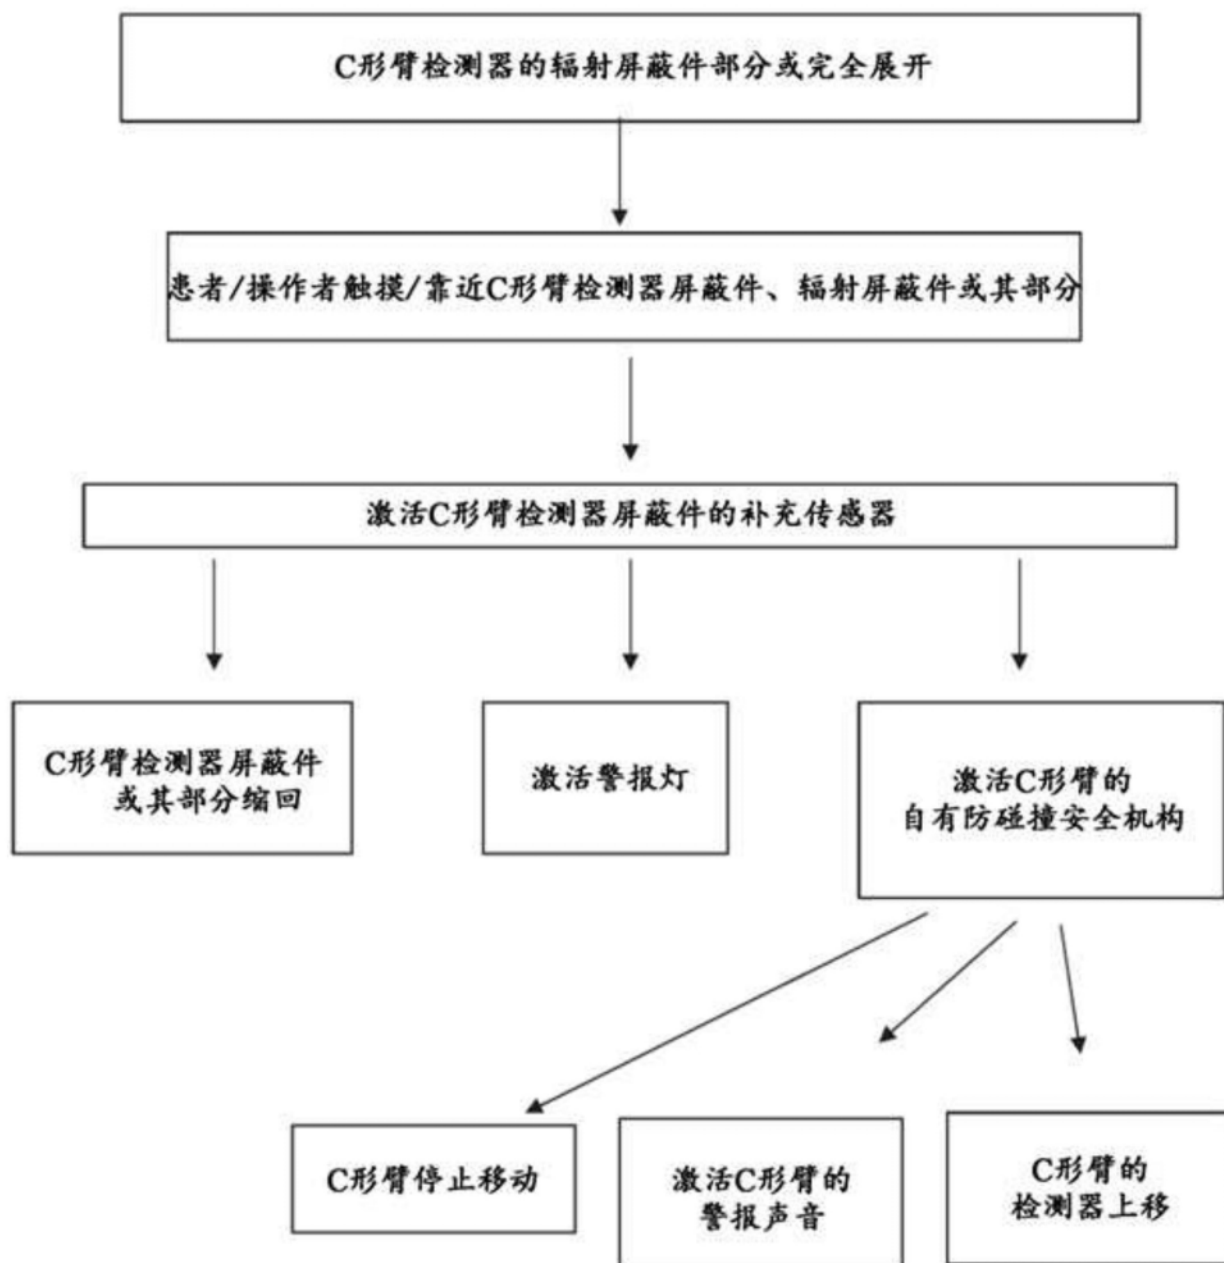 C形臂检测器的辐射屏蔽件部分或完全展开
患者/操作者触摸/靠近C形臂检测器屏蔽件、辐射屏蔽件或其部分
激活C形臂检测器屏蔽件的补充传感器
C形臂检测器屏蔽件
或其部分缩回
激活警报灯
激活C形臂的
自有防碰撞安全机构
C形臂停止移动
激活C形臂的
警报声音
C形臂的
检测器上移